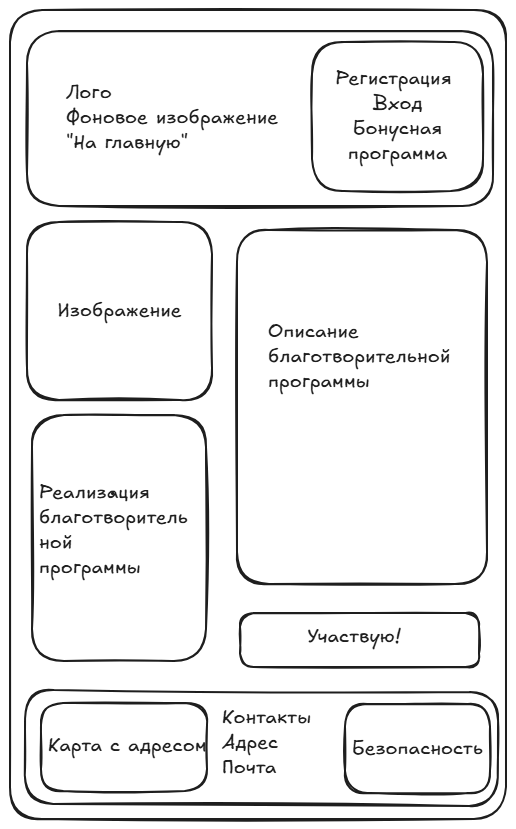 Лого
Фоновое изображение
"На главную"
Регистрация
Вход
Бонусная
программа
Изображение
Описание
благотворительной
программы
Реализация
благотворитель
ной
программы
Участвую!
Карта с адресом
Контакты
Адрес
Почта
Безопасность